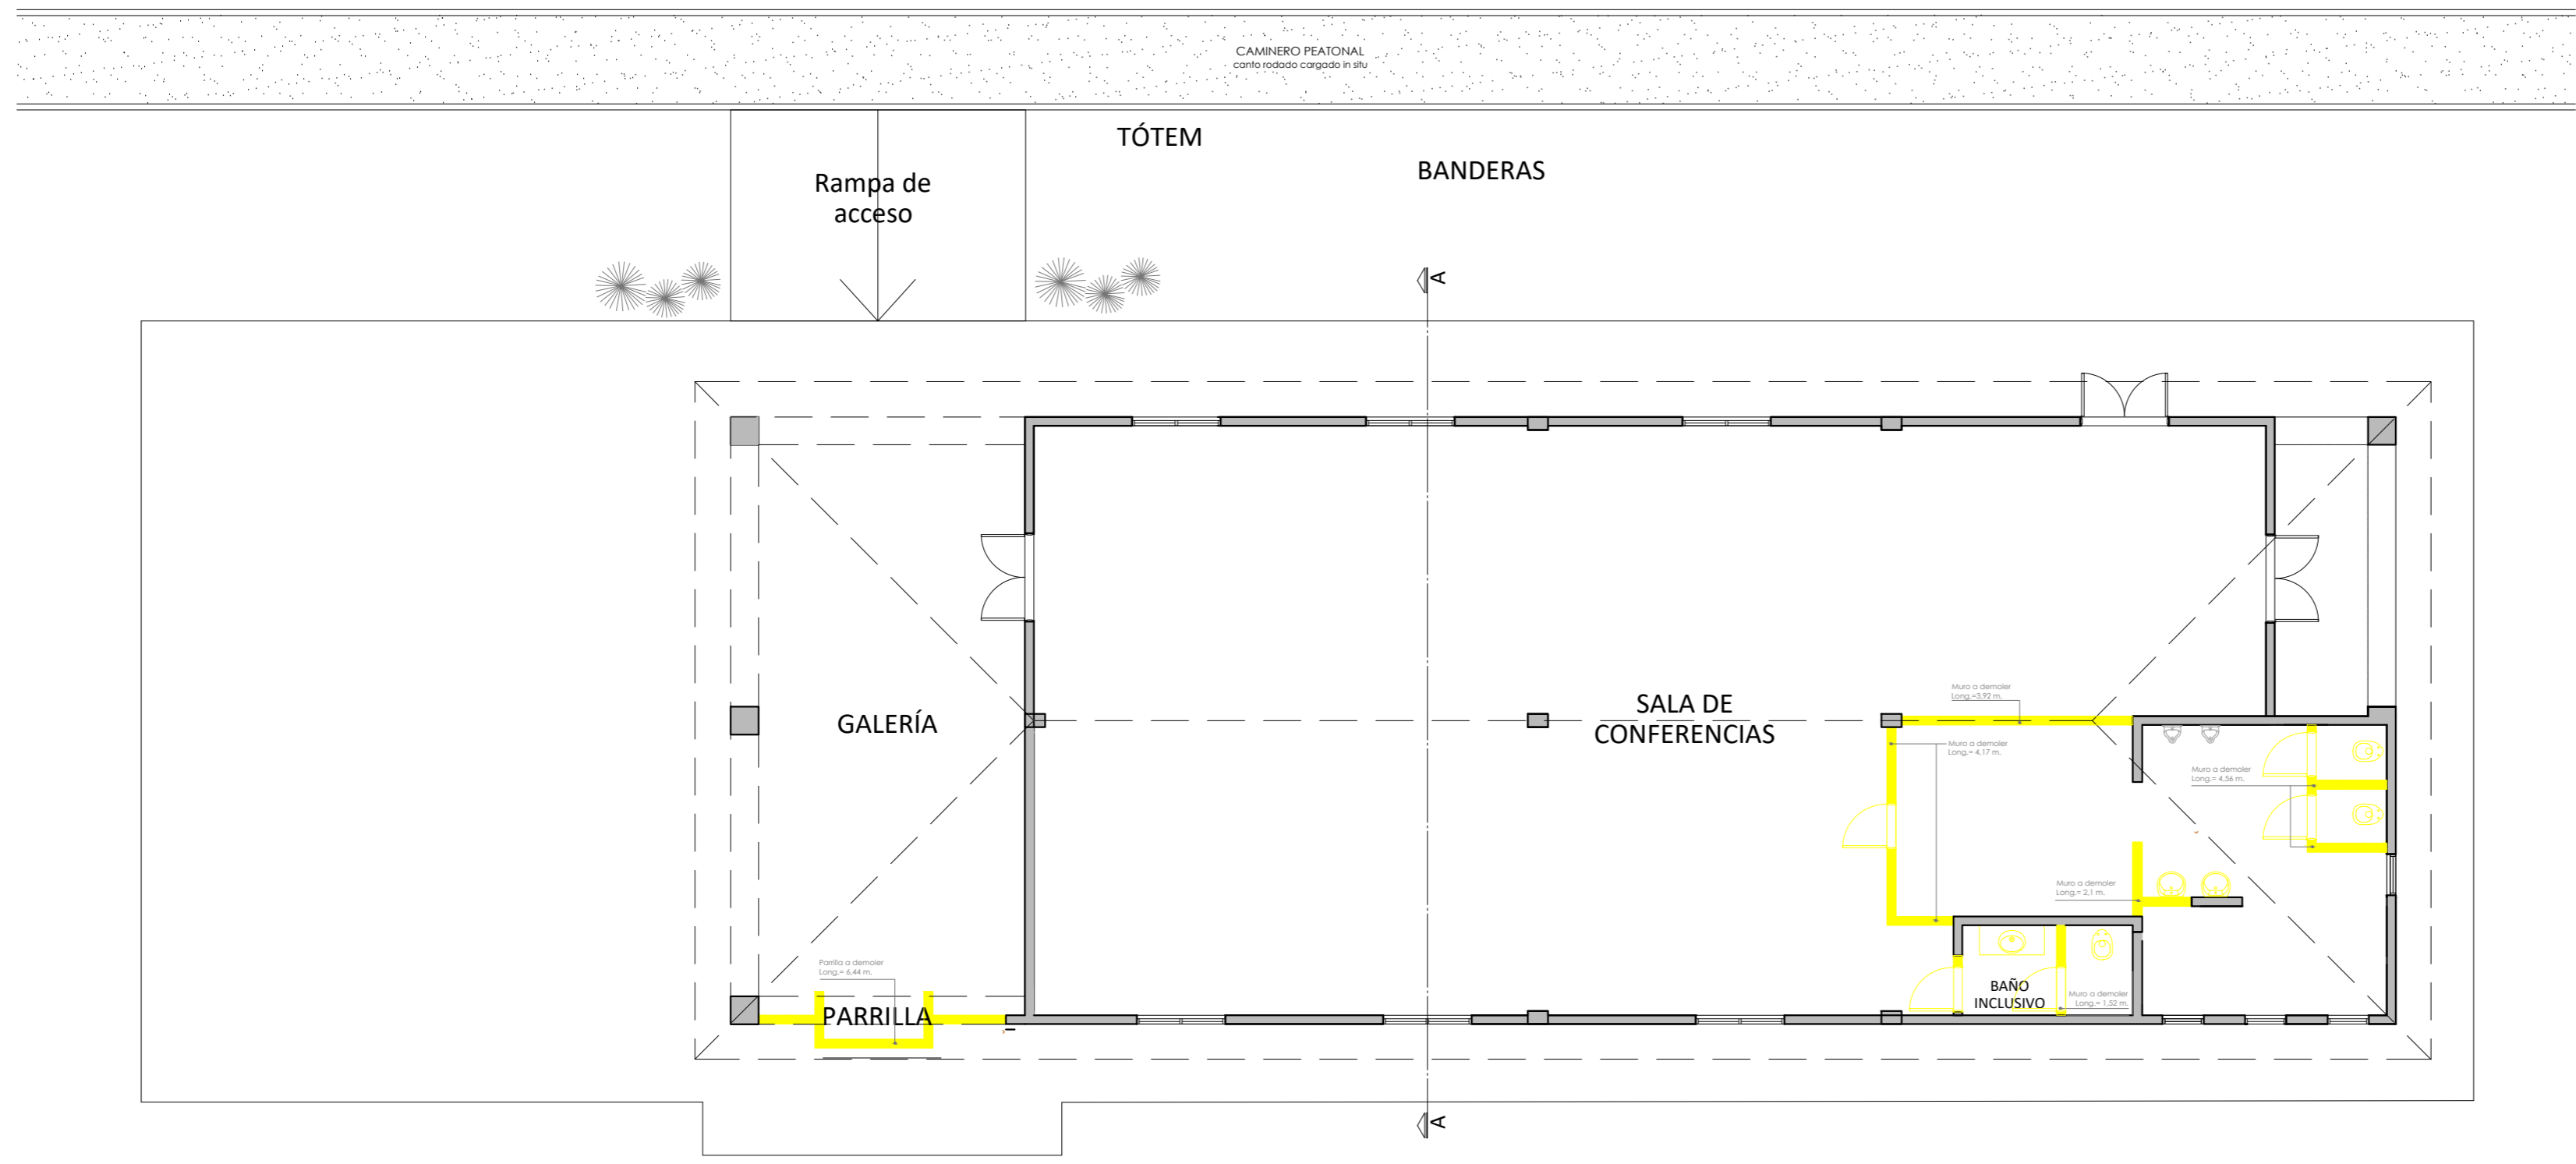 CAMINERO PEATONAL
canto rodado cargado in situ
TÓTEM
BANDERAS
Rampa de
acceso
A
SALA DE
CONFERENCIAS
GALERÍA
Muro a demoler
Long.=3,92 m.
Muro a demoler
Long.= 4,17 m.
Muro a demoler
Long.= 4,56 m.
Muro a demoler
Long.= 2,1 m.
Parrilla a demoler
Long.= 6,44 m.
PARRILLA
BAÑO
INCLUSIVO
Muro a demoler
Long.= 1,52 m.
A